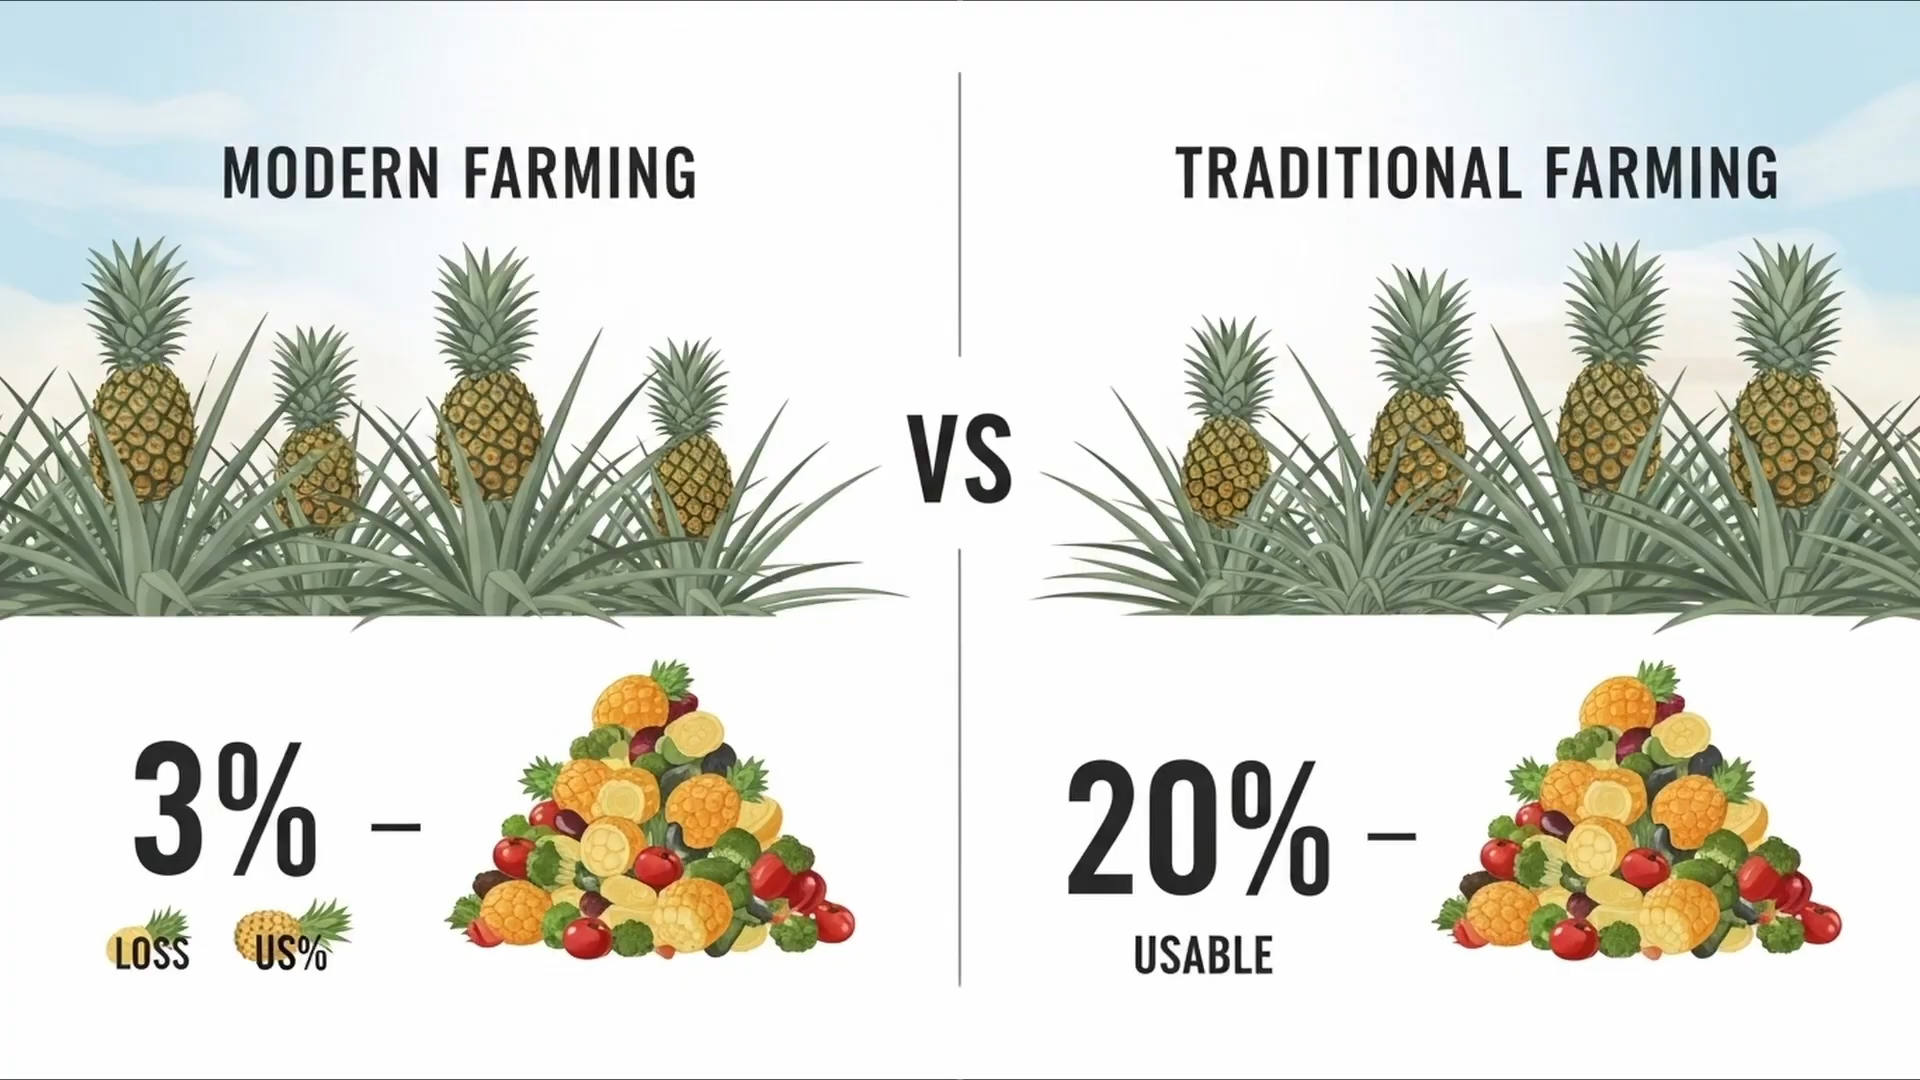 MODERN FARMING
VS
TRADITIONAL FARMING
3% –
LOSS US%
20% –
USABLE